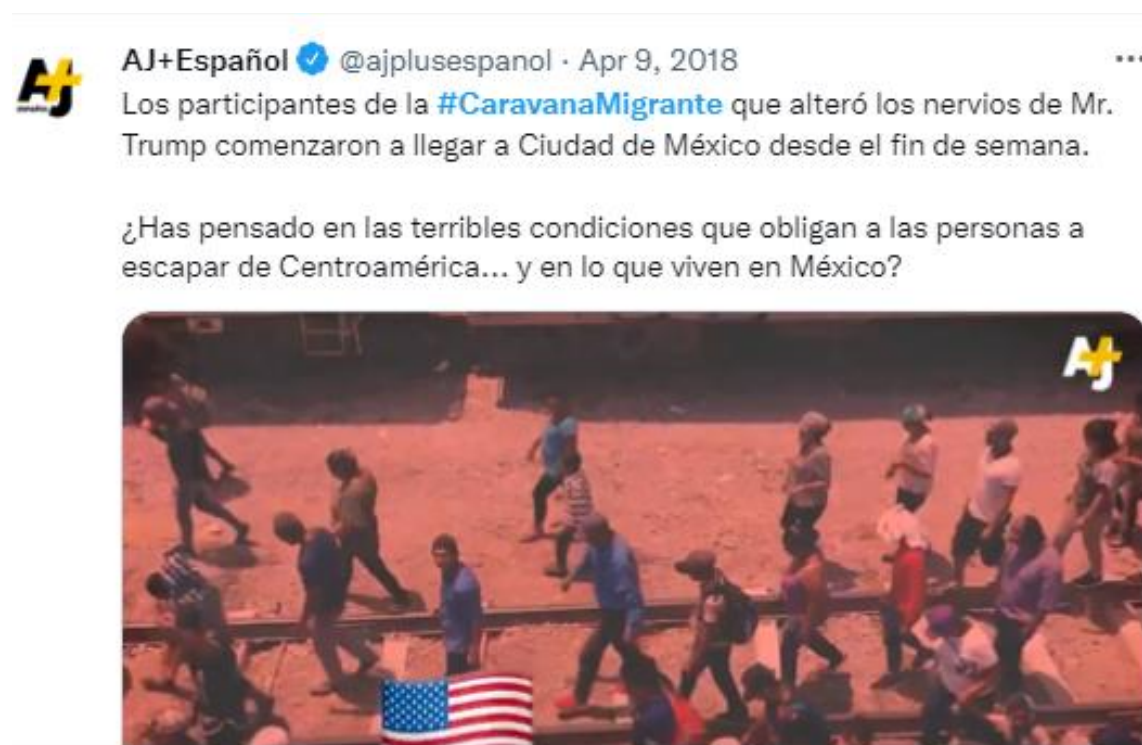 AJ+Español @ajplusespanol · Apr 9, 2018
Los participantes de la #CaravanaMigrante que alteró los nervios de Mr.
Trump comenzaron a llegar a Ciudad de México desde el fin de semana.
¿Has pensado en las terribles condiciones que obligan a las personas a
escapar de Centroamérica... y en lo que viven en México?
AJ+
AJ+